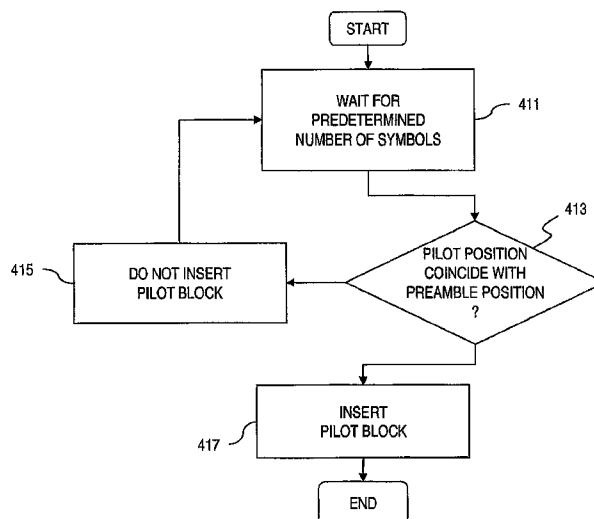 START
WAIT FOR
PREDETERMINED
NUMBER OF SYMBOLS
411
413
PILOT POSITION
COINCIDE WITH
PREAMBLE POSITION
?
415
DO NOT INSERT
PILOT BLOCK
INSERT
PILOT BLOCK
417
END